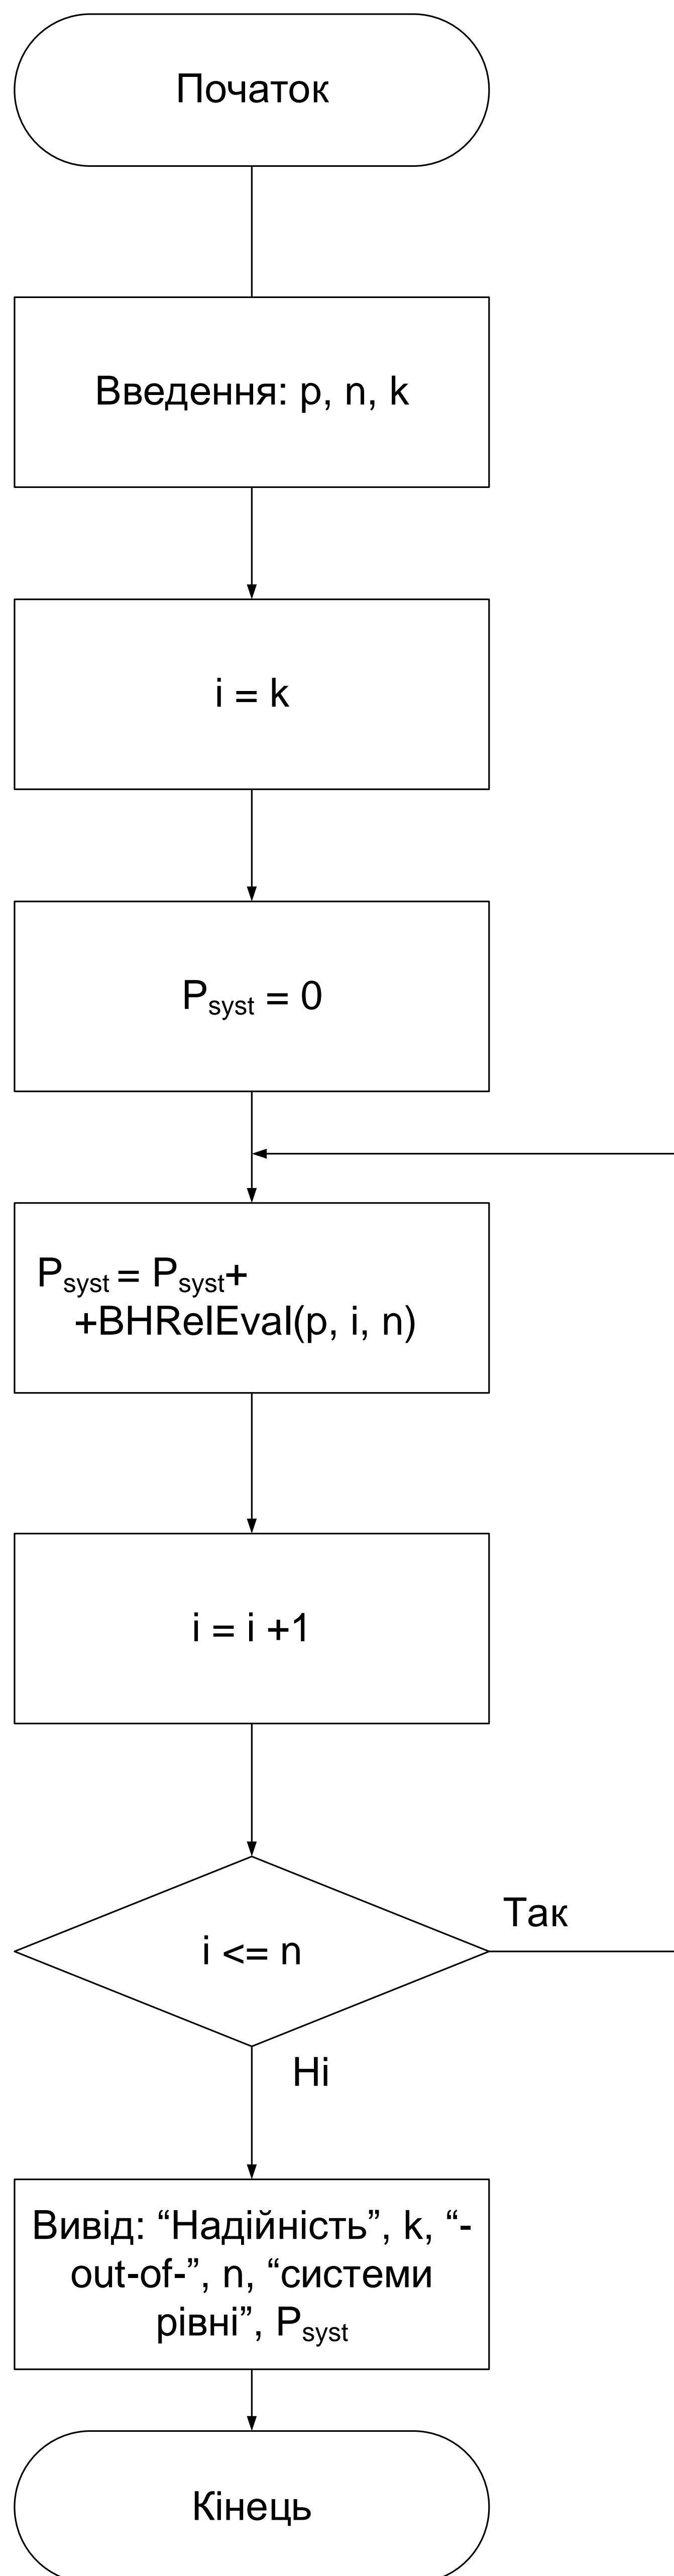 Початок
Введення: p, n, k
i = k
Psyst = 0
Psyst = Psyst+
+BHRelEval(p, i, n)
i = i +1
Так
i <= n
Ні
Вивід: “Надійність”, k, “-
out-of-”, n, “системи
рівні”, Psyst
Кінець